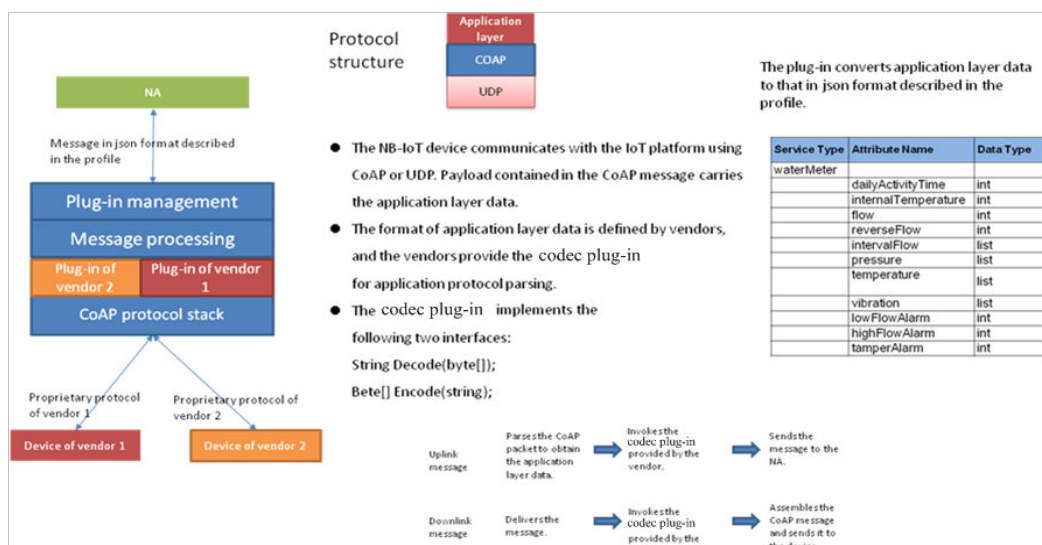 NA
Message in json format described
in the profile
Plug-in management
Message processing
Plug-in of
vendor 2
Plug-in of vendor
1
CoAP protocol stack
Proprietary protocol
of vendor 1
Proprietary protocol of
vendor 2
Device of vendor 1
Device of vendor 2
Protocol
structure
Application
layer
COAP
UDP
● The NB-IoT device communicates with the IoT platform using
CoAP or UDP. Payload contained in the CoAP message carries
the application layer data.
● The format of application layer data is defined by vendors,
and the vendors provide the codec plug-in
for application protocol parsing.
● The codec plug-in implements the
following two interfaces:
String Decode(byte[]);
Bete[] Encode(string);
The plug-in converts application layer data
to that in json format described in the
profile.
Service Type Attribute Name Data Type
waterMeter
dailyActivityTime int
internalTemperature int
flow int
reverseFlow int
intervalFlow list
pressure list
temperature list
vibration list
lowFlowAlarm int
highFlowAlarm int
tamperAlarm int
Uplink
message
Parses the CoAP
packet to obtain
the application
layer data.
Invokes the
codec plug-in
provided by the
vendor.
Sends the
message to the
NA.
Downlink
message
Delivers the
message.
Invokes the
codec plug-in
provided by the
Assembles the
CoAP message
and sends it to